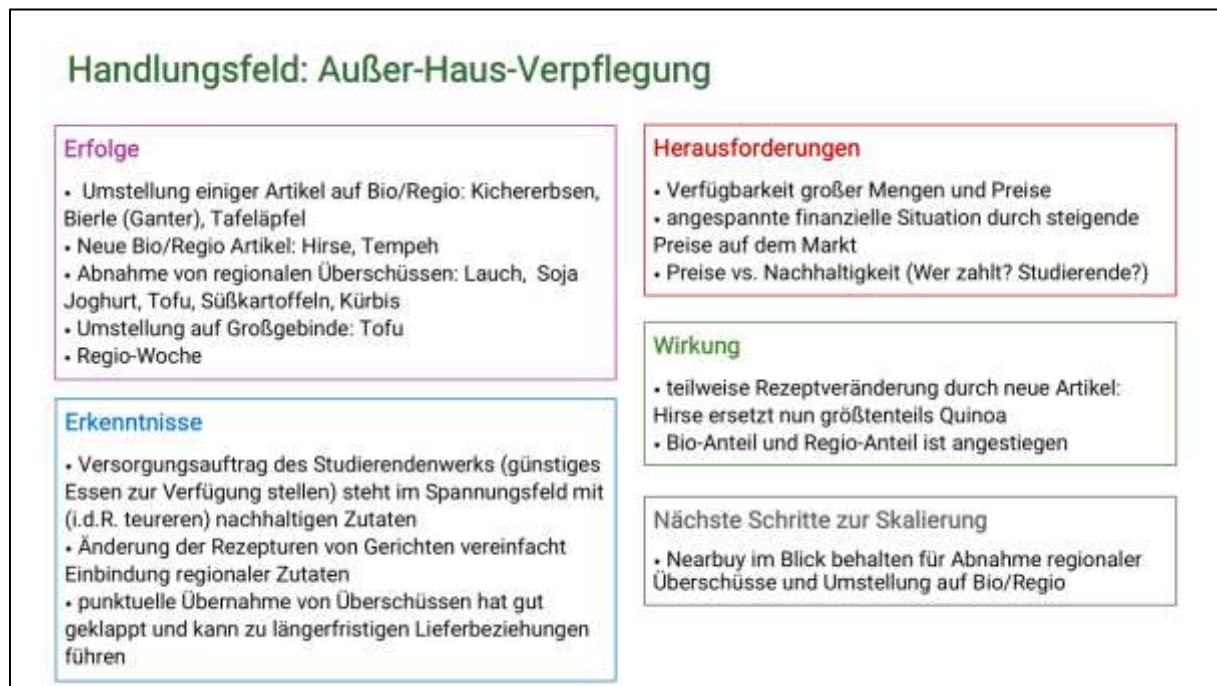 Handlungsfeld: Außer-Haus-Verpflegung
Erfolge
• Umstellung einiger Artikel auf Bio/Regio: Kichererbsen,
Bierle (Ganter), Tafeläpfel
• Neue Bio/Regio Artikel: Hirse, Tempeh
• Abnahme von regionalen Überschüssen: Lauch, Soja
Joghurt, Tofu, Süßkartoffeln, Kürbis
• Umstellung auf Großgebinde: Tofu
• Regio-Woche
Erkenntnisse
• Versorgungsauftrag des Studierendenwerks (günstiges
Essen zur Verfügung stellen) steht im Spannungsfeld mit
(i.d.R. teureren) nachhaltigen Zutaten
• Änderung der Rezepturen von Gerichten vereinfacht
Einbindung regionaler Zutaten
• punktuelle Übernahme von Überschüssen hat gut
geklappt und kann zu längerfristigen Lieferbeziehungen
führen
Herausforderungen
• Verfügbarkeit großer Mengen und Preise
• angespannte finanzielle Situation durch steigende
Preise auf dem Markt
• Preise vs. Nachhaltigkeit (Wer zahlt? Studierende?)
Wirkung
• teilweise Rezeptveränderung durch neue Artikel:
Hirse ersetzt nun größtenteils Quinoa
• Bio-Anteil und Regio-Anteil ist angestiegen
Nächste Schritte zur Skalierung
• Nearbuy im Blick behalten für Abnahme regionaler
Überschüsse und Umstellung auf Bio/Regio